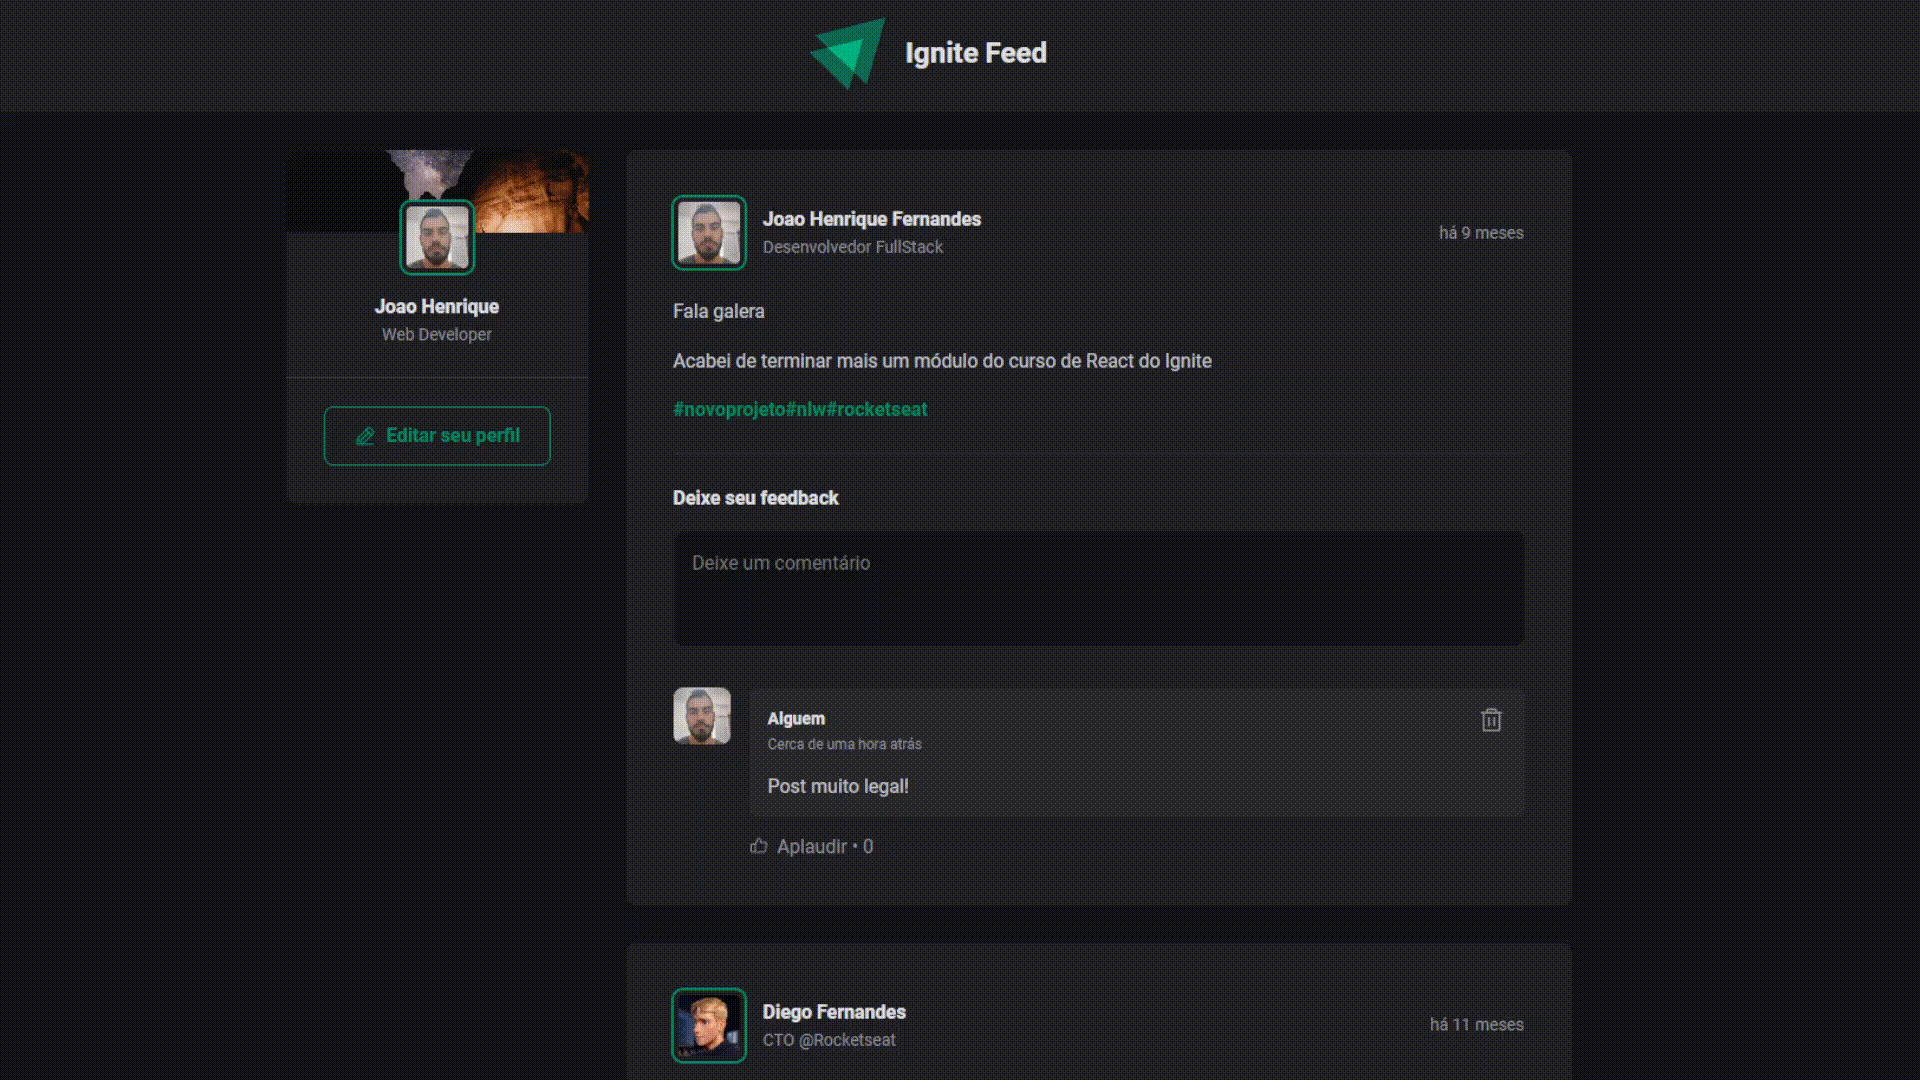 Ignite Feed
Joao Henrique
Web Developer
Editar seu perfil
Joao Henrique Fernandes
Desenvolvedor FullStack
há 9 meses
Fala galera
Acabei de terminar mais um módulo do curso de React do Ignite
#novoprojeto#nlw#rocketseat
Deixe seu feedback
Deixe um comentário
Alguem
Cerca de uma hora atrás
Post muito legal!
Aplaudir • 0
Diego Fernandes
CTO @Rocketseat
há 11 meses